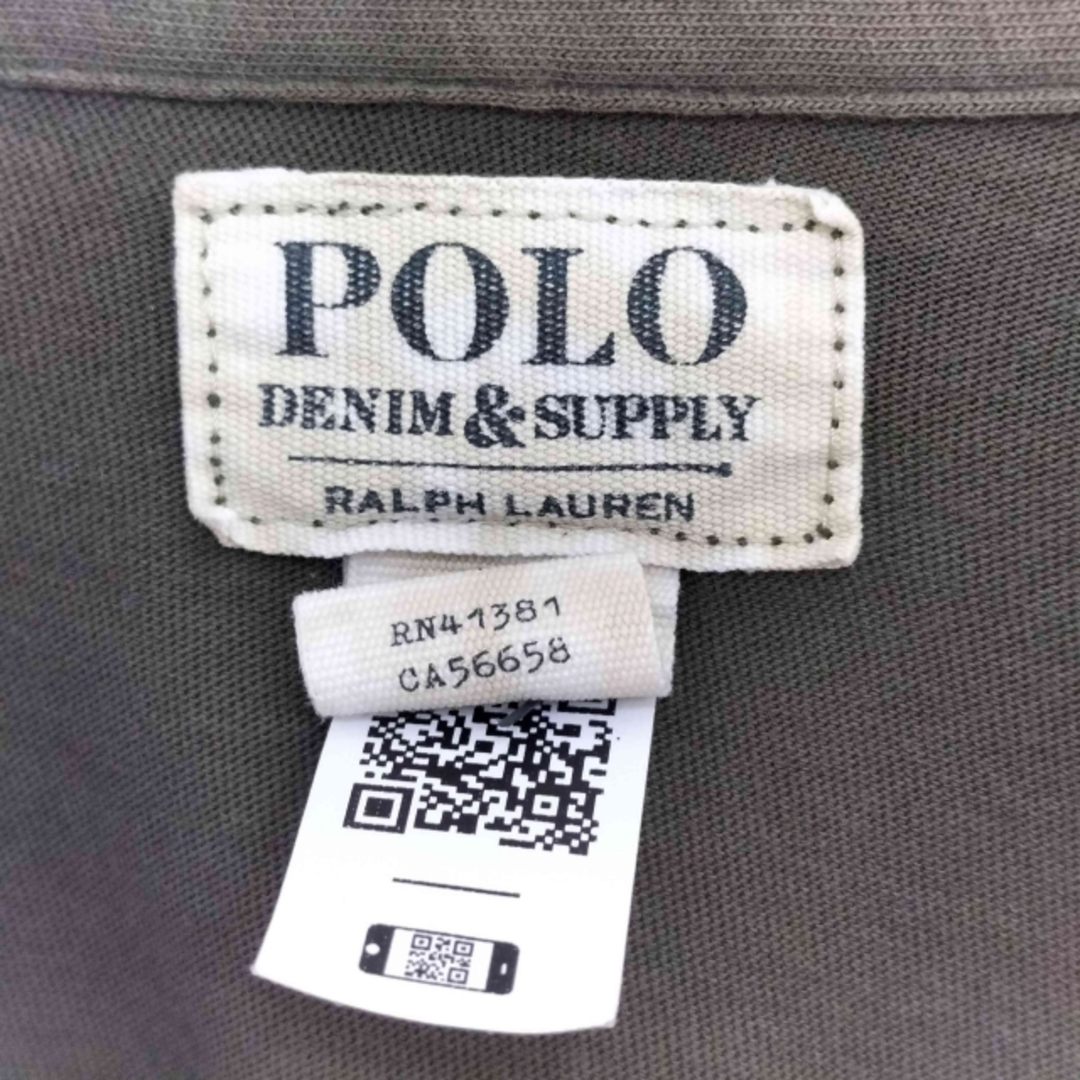 POLO
DENIM & SUPPLY
RALPH LAUREN
RN41381
CA56658